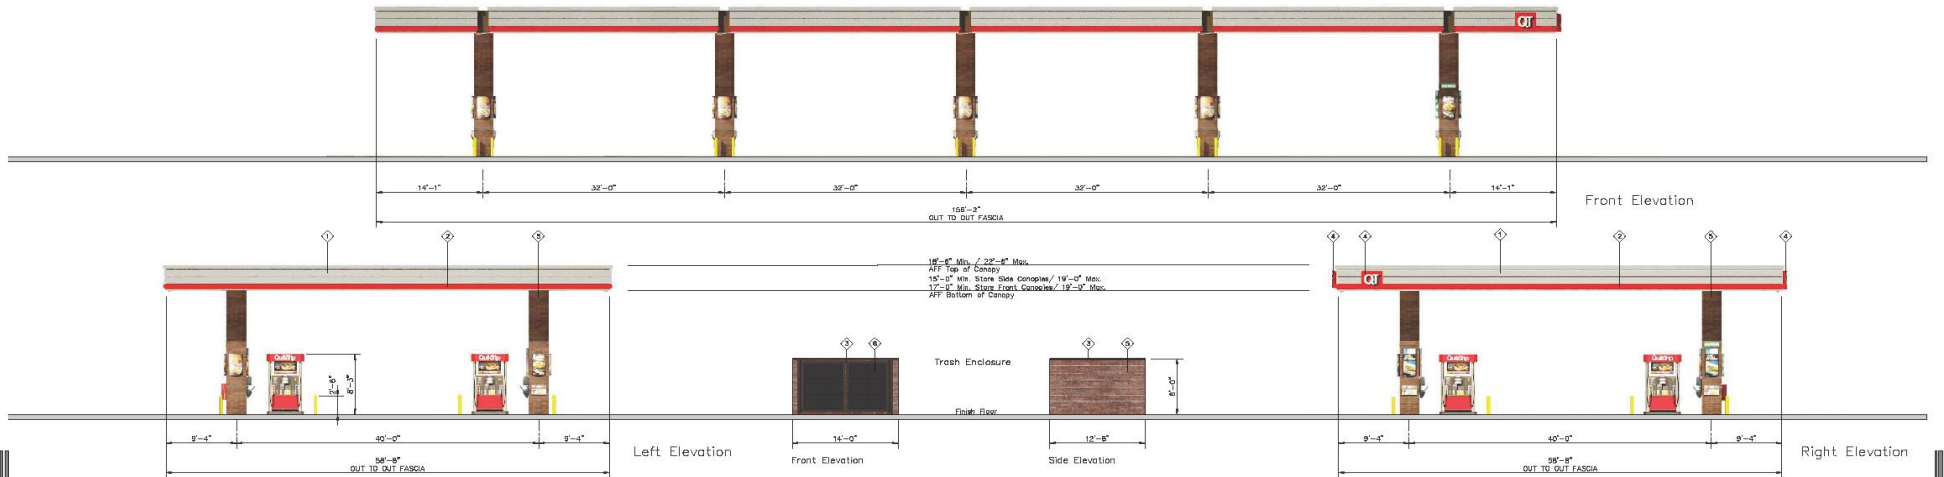 QT
14'-1"
32'-0"
32'-0"
32'-0"
32'-0"
14'-1"
Front Elevation
156'-2"
OUT TO OUT FASCIA
1
2
5
4
4
1
2
5
4
18'-6" Min. / 22'-6" Max.
AFF Top of Canopy
15'-0" Min. Store Side Canopies/ 19'-0" Max.
17'-0" Min. Store Front Canopies/ 19'-0" Max.
AFF Bottom of Canopy
QT
3
6
3
5
Trash Enclosure
QuikTrip
QuikTrip
QuikTrip
QuikTrip
2'-6"
8'-3"
8'-0"
Finish Floor
9'-4"
40'-0"
9'-4"
Left Elevation
14'-0"
12'-8"
9'-4"
40'-0"
9'-4"
Right Elevation
58'-8"
OUT TO OUT FASCIA
Front Elevation
Side Elevation
58'-8"
OUT TO OUT FASCIA